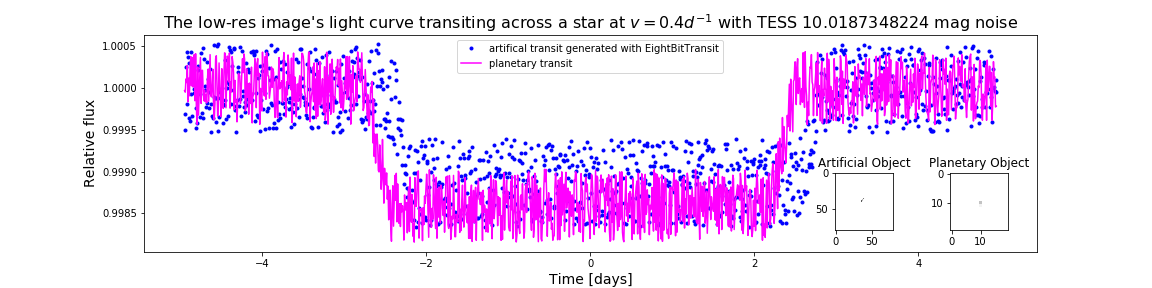 The low-res image's light curve transiting across a star at v = 0.4d⁻¹ with TESS 10.0187348224 mag noise
artifical transit generated with EightBitTransit
planetary transit
Relative flux
1.0005
1.0000
0.9995
0.9990
0.9985
Artificial Object
0
50
0
50
Planetary Object
0
10
0
10
−4
−2
0
2
4
Time [days]